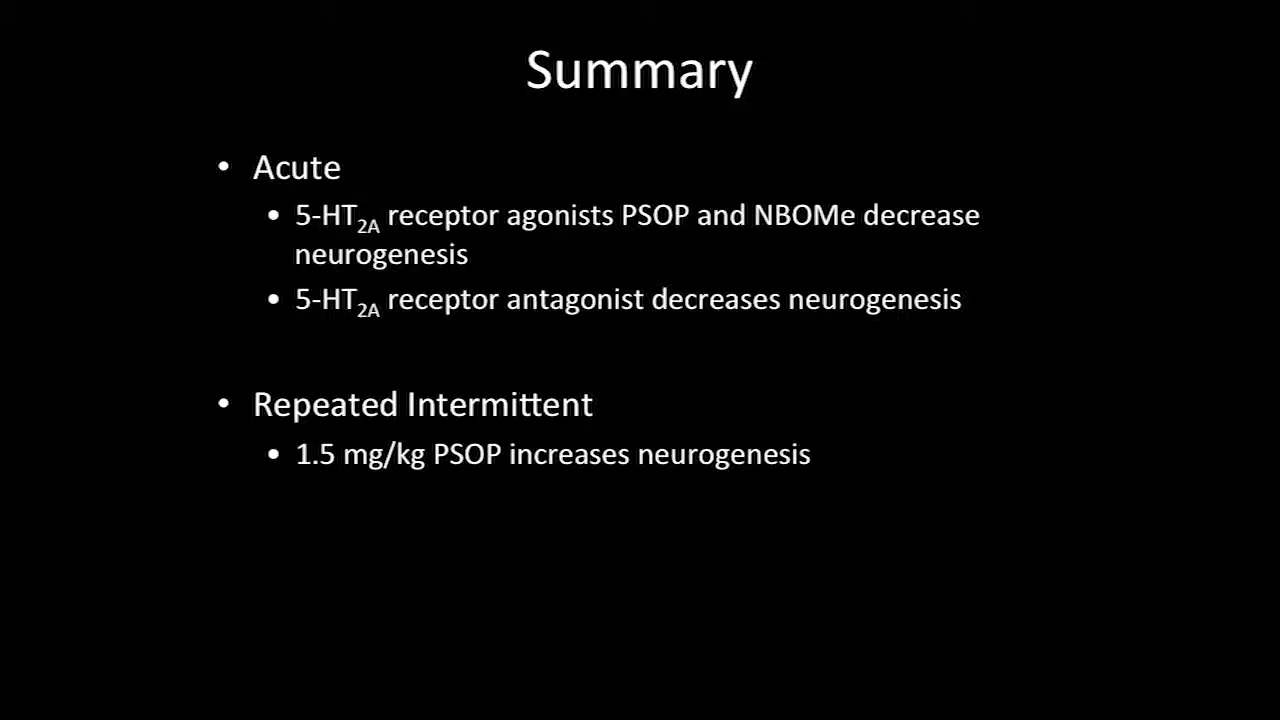 Summary
• Acute
• 5-HT2A receptor agonists PSOP and NBOMe decrease
neurogenesis
• 5-HT2A receptor antagonist decreases neurogenesis
• Repeated Intermittent
• 1.5 mg/kg PSOP increases neurogenesis